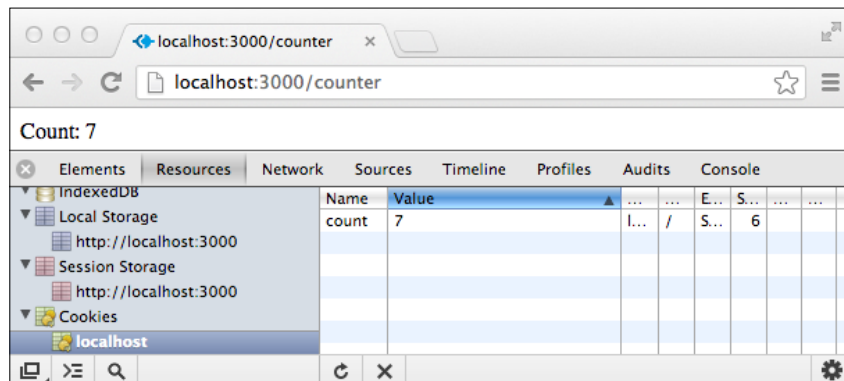 localhost:3000/counter
localhost:3000/counter
Count: 7
Elements Resources Network Sources Timeline Profiles Audits Console
IndexedDB
Local Storage
http://localhost:3000
Session Storage
http://localhost:3000
Cookies
localhost
Name Value ... ... E... S... ... ...
count 7 l... / S... 6